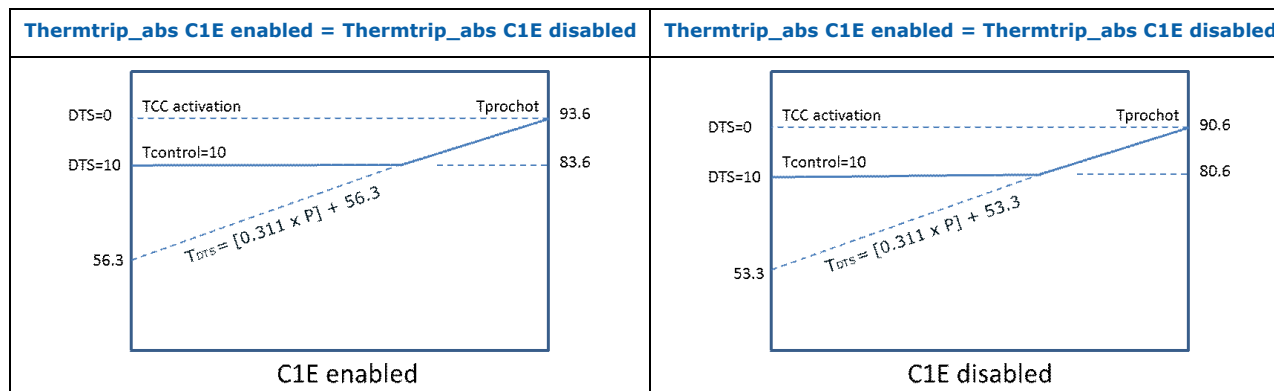 Thermtrip_abs C1E enabled = Thermtrip_abs C1E disabled
DTS=0
TCC activation
Tprochot
93.6
DTS=10
Tcontrol=10
83.6
56.3
TDTS = [0.311 x P] + 56.3
C1E enabled
Thermtrip_abs C1E enabled = Thermtrip_abs C1E disabled
DTS=0
TCC activation
Tprochot
90.6
DTS=10
Tcontrol=10
80.6
53.3
TDTS = [0.311 x P] + 53.3
C1E disabled